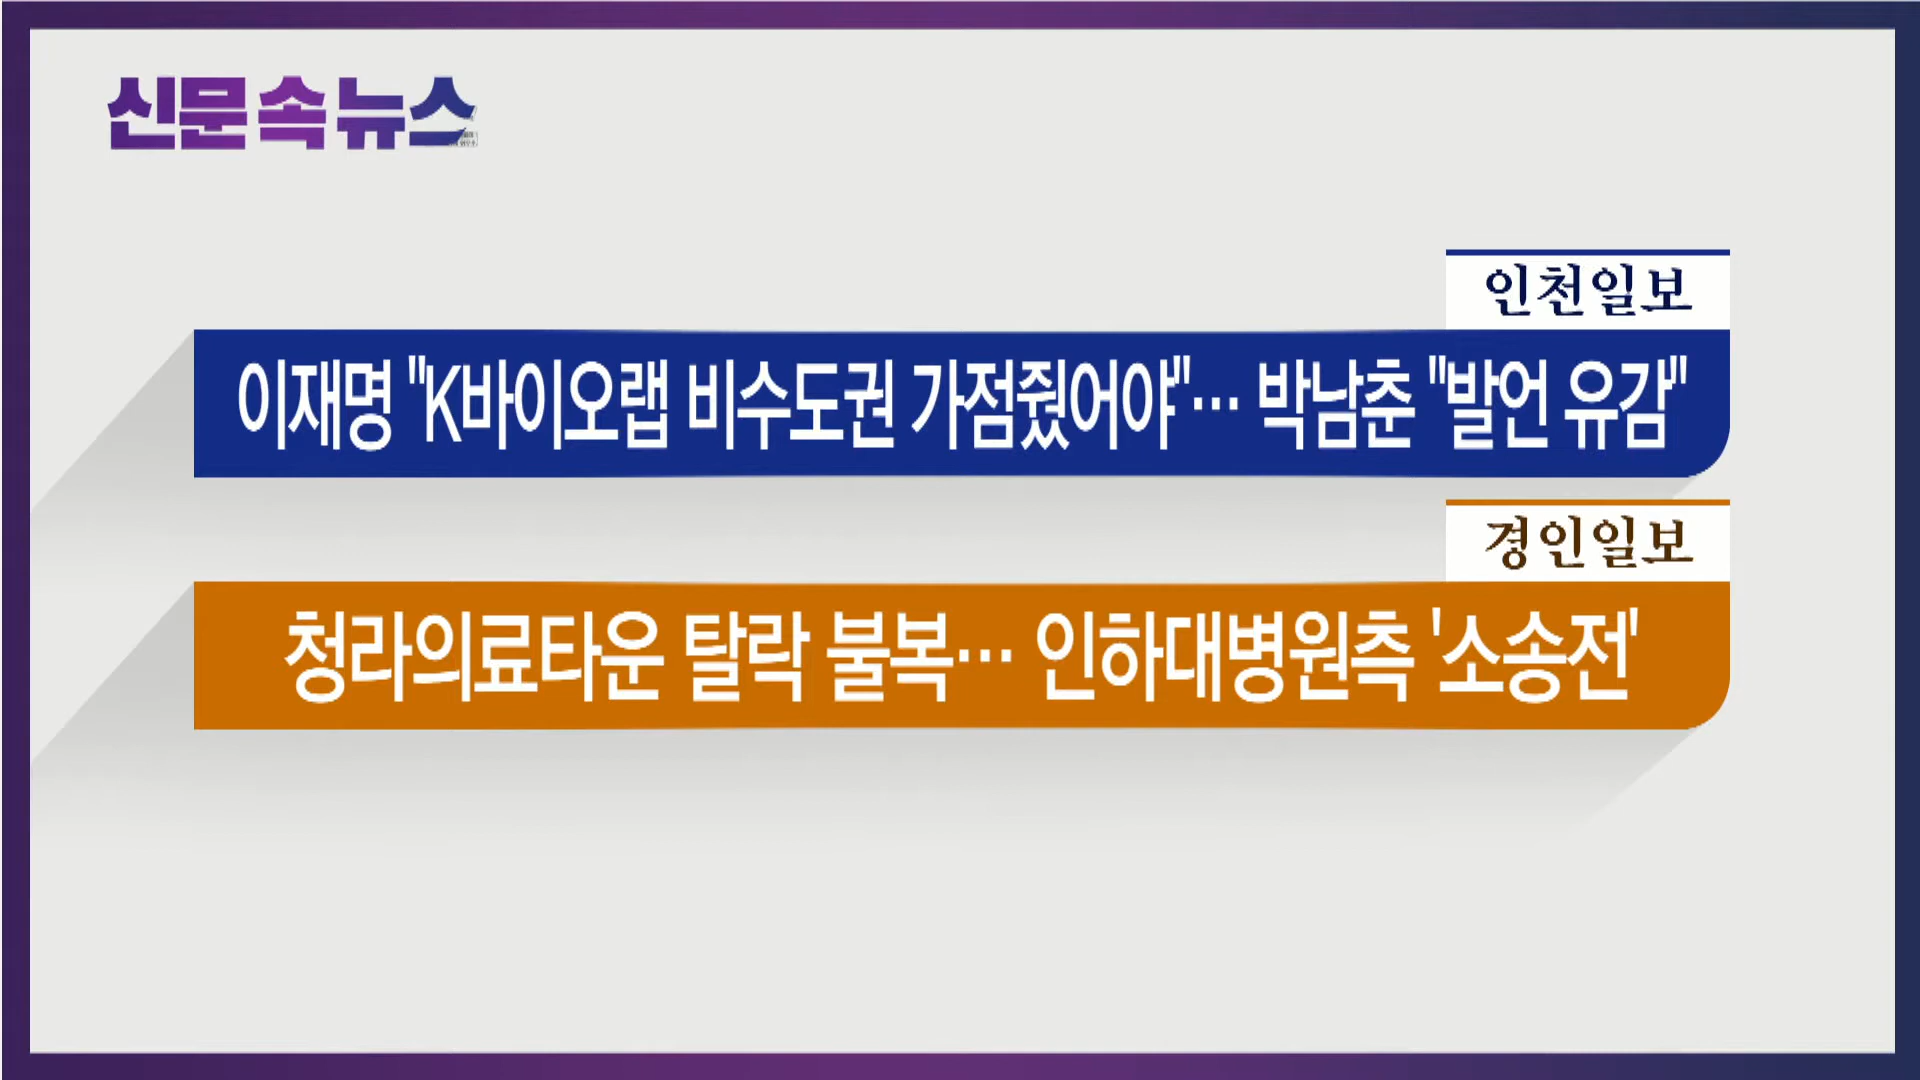 신문 속 뉴스
인천일보
이재명 "K바이오랩 비수도권 가점줬어야"… 박남춘 "발언 유감"
경인일보
청라의료타운 탈락 불복… 인하대병원측 '소송전'